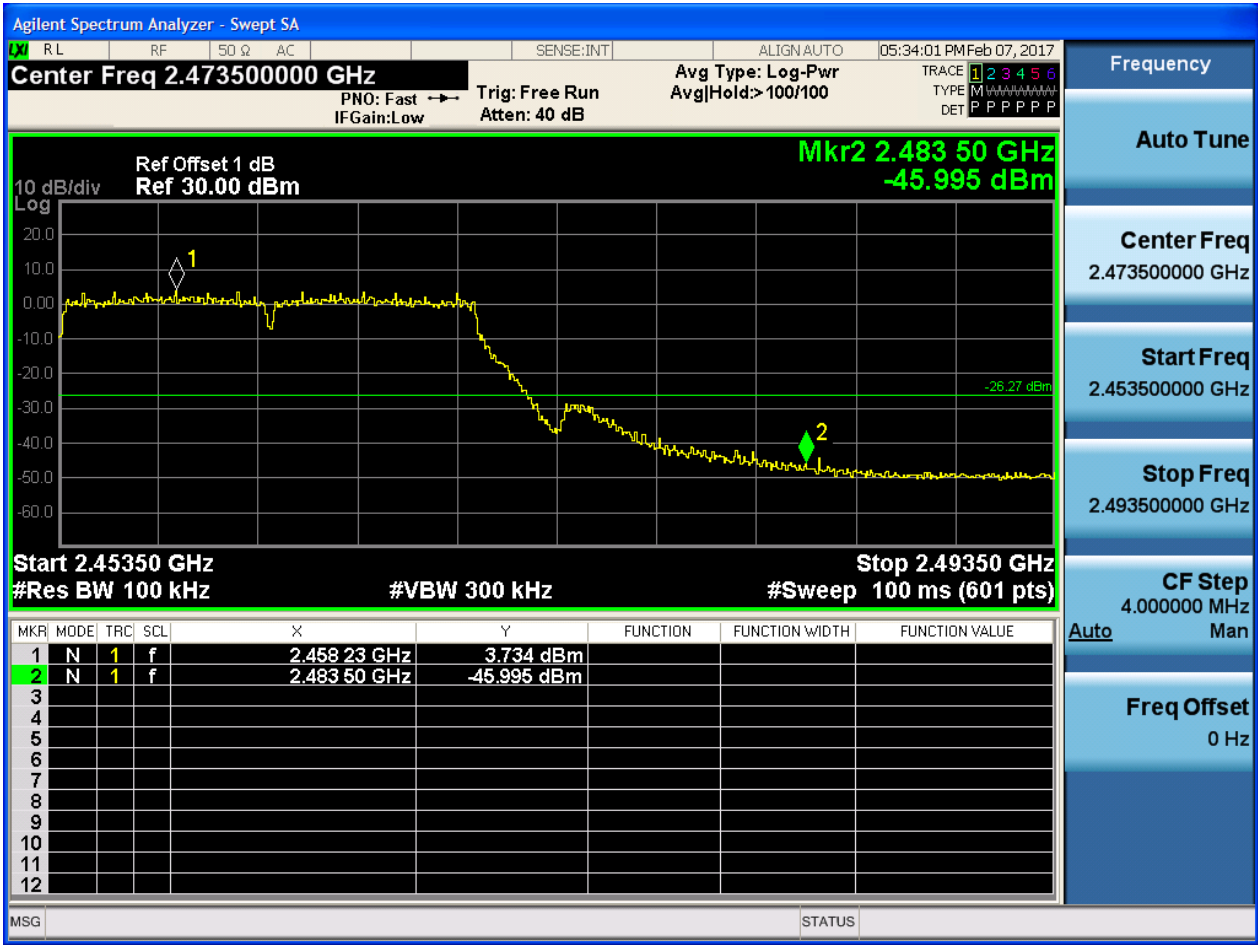 Agilent Spectrum Analyzer - Swept SA
LXI RL RF 50 Ω AC SENSE:INT ALIGN AUTO 05:34:01 PM Feb 07, 2017
Center Freq 2.473500000 GHz
PNO: Fast
IFGain:Low
Trig: Free Run
Atten: 40 dB
Avg Type: Log-Pwr
Avg|Hold:>100/100
TRACE 1 2 3 4 5 6
TYPE M
DET P P P P P P
Mkr2 2.483 50 GHz
-45.995 dBm
Ref Offset 1 dB
10 dB/div Ref 30.00 dBm
Log
20.0
10.0
0.00
-10.0
-20.0
-30.0
-40.0
-50.0
-60.0
1
-26.27 dBm
2
Start 2.45350 GHz Stop 2.49350 GHz
#Res BW 100 kHz #VBW 300 kHz #Sweep 100 ms (601 pts)
MKR MODE TRC SCL X Y FUNCTION FUNCTION WIDTH FUNCTION VALUE
1 N 1 f 2.458 23 GHz 3.734 dBm
2 N 1 f 2.483 50 GHz -45.995 dBm
3
4
5
6
7
8
9
10
11
12
MSG STATUS
Frequency
Auto Tune
Center Freq
2.473500000 GHz
Start Freq
2.453500000 GHz
Stop Freq
2.493500000 GHz
CF Step
4.000000 MHz
Auto Man
Freq Offset
0 Hz